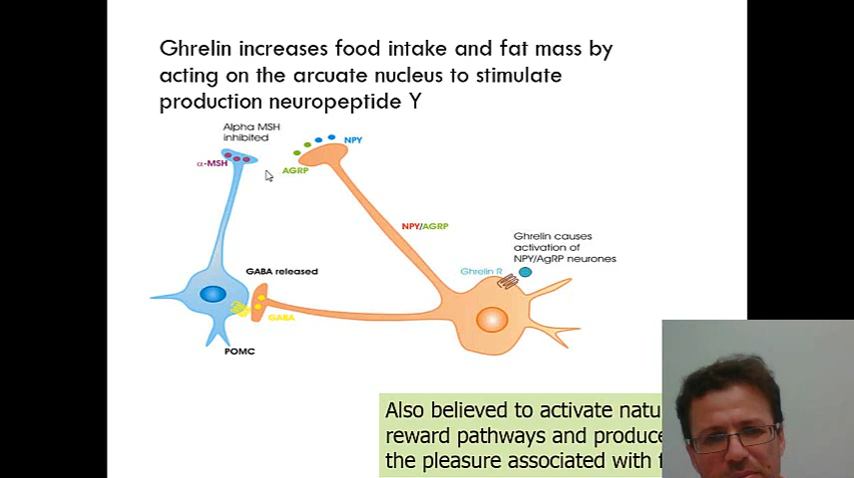 Ghrelin increases food intake and fat mass by
acting on the arcuate nucleus to stimulate
production neuropeptide Y
Alpha MSH
inhibited
α-MSH
NPY
AGRP
NPY/AGRP
Ghrelin causes
activation of
NPY/AgRP neurones
Ghrelin R
GABA released
GABA
POMC
Also believed to activate
reward pathways and
the pleasure associated with